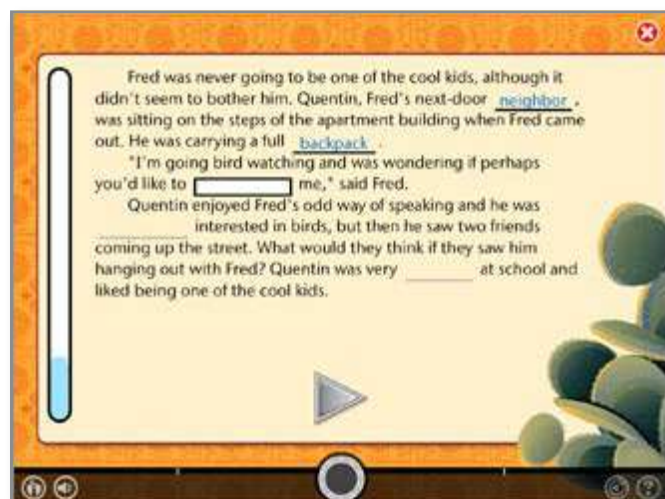 Fred was never going to be one of the cool kids, although it
didn't seem to bother him. Quentin, Fred's next-door neighbor,
was sitting on the steps of the apartment building when Fred came
out. He was carrying a full backpack.
"I'm going bird watching and was wondering if perhaps
you'd like to me," said Fred.
Quentin enjoyed Fred's odd way of speaking and he was
interested in birds, but then he saw two friends
coming up the street. What would they think if they saw him
hanging out with Fred? Quentin was very at school and
liked being one of the cool kids.
?